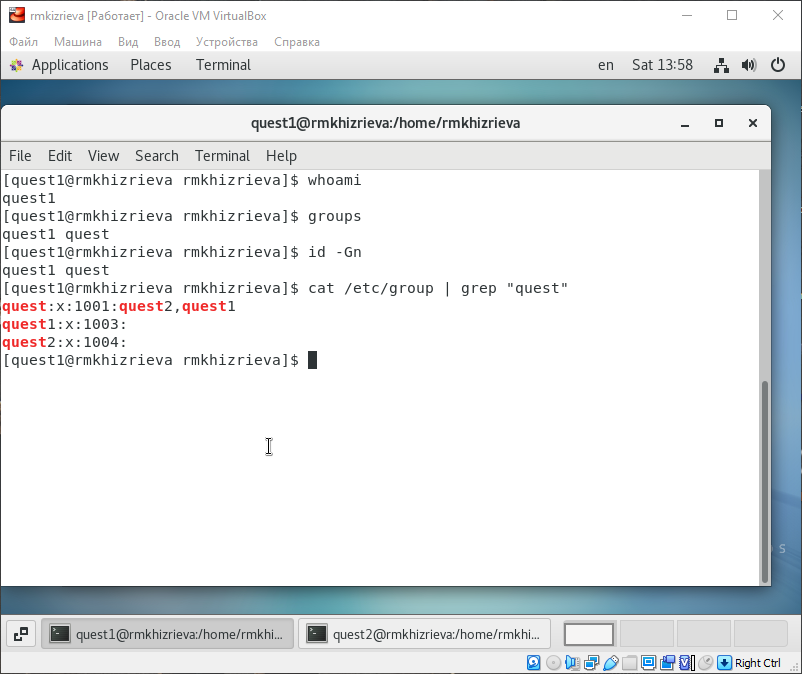 rmkizrieva [Работает] - Oracle VM VirtualBox
Файл Машина Вид Ввод Устройства Справка
Applications Places Terminal en Sat 13:58
quest1@rmkhizrieva:/home/rmkhizrieva
File Edit View Search Terminal Help
[quest1@rmkhizrieva rmkhizrieva]$ whoami
quest1
[quest1@rmkhizrieva rmkhizrieva]$ groups
quest1 quest
[quest1@rmkhizrieva rmkhizrieva]$ id -Gn
quest1 quest
[quest1@rmkhizrieva rmkhizrieva]$ cat /etc/group | grep "quest"
quest:x:1001:quest2,quest1
quest1:x:1003:
quest2:x:1004:
[quest1@rmkhizrieva rmkhizrieva]$
quest1@rmkhizrieva:/home/rmkhi... quest2@rmkhizrieva:/home/rmkhi...
Right Ctrl